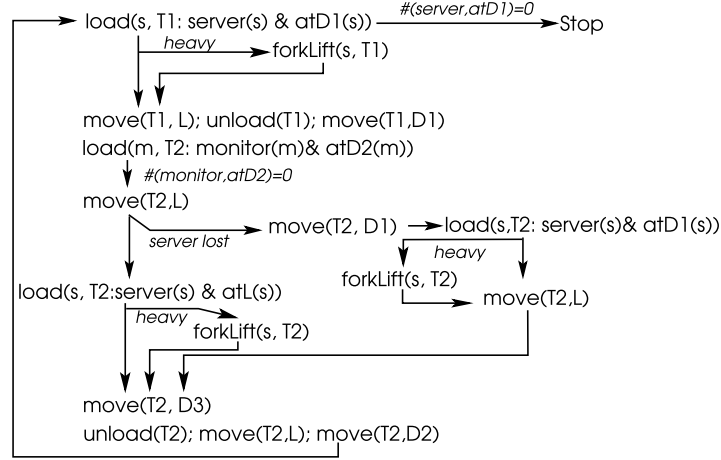 load(s, T1: server(s) & atD1(s))
#(server,atD1)=0
Stop
heavy
forkLift(s, T1)
move(T1, L); unload(T1); move(T1,D1)
load(m, T2: monitor(m)& atD2(m))
#(monitor,atD2)=0
move(T2,L)
server lost
move(T2, D1)
load(s,T2: server(s)& atD1(s))
heavy
forkLift(s, T2)
load(s, T2:server(s) & atL(s))
move(T2,L)
heavy
forkLift(s, T2)
move(T2, D3)
unload(T2); move(T2,L); move(T2,D2)